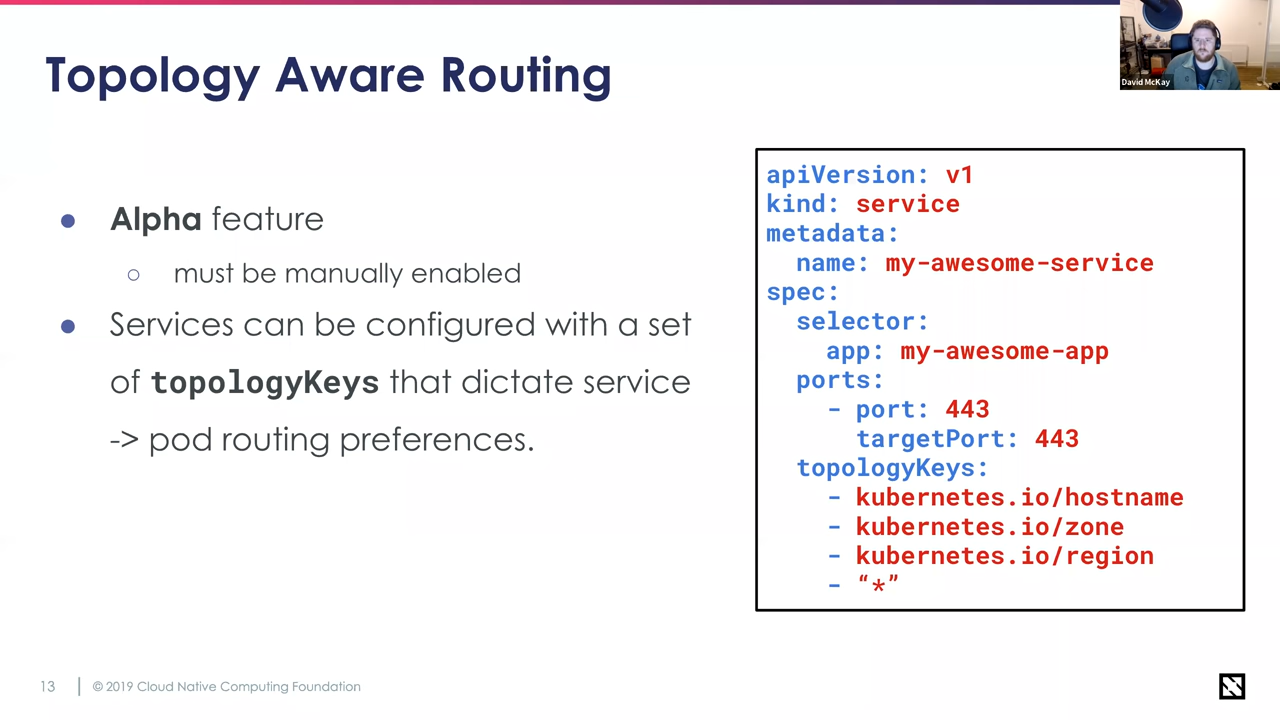 Topology Aware Routing
David McKay
● Alpha feature
○ must be manually enabled
● Services can be configured with a set
of topologyKeys that dictate service
-> pod routing preferences.
apiVersion: v1
kind: service
metadata:
  name: my-awesome-service
spec:
  selector:
    app: my-awesome-app
  ports:
    - port: 443
      targetPort: 443
  topologyKeys:
    - kubernetes.io/hostname
    - kubernetes.io/zone
    - kubernetes.io/region
    - “*”
13 | © 2019 Cloud Native Computing Foundation